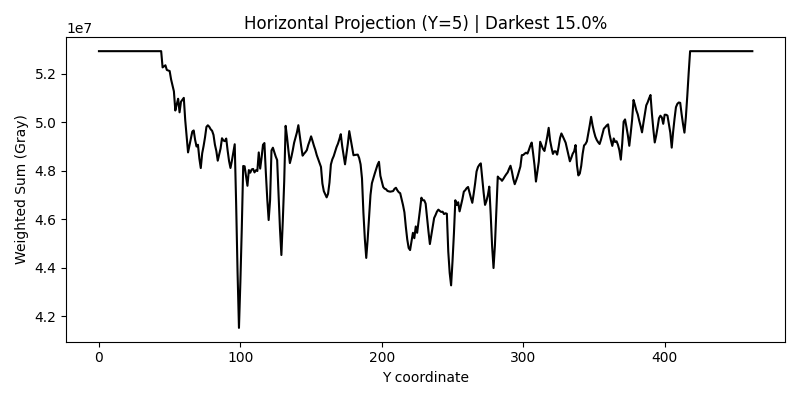 Horizontal Projection (Y=5) | Darkest 15.0%
1e7
5.2
5.0
4.8
4.6
4.4
4.2
Weighted Sum (Gray)
0 100 200 300 400
Y coordinate